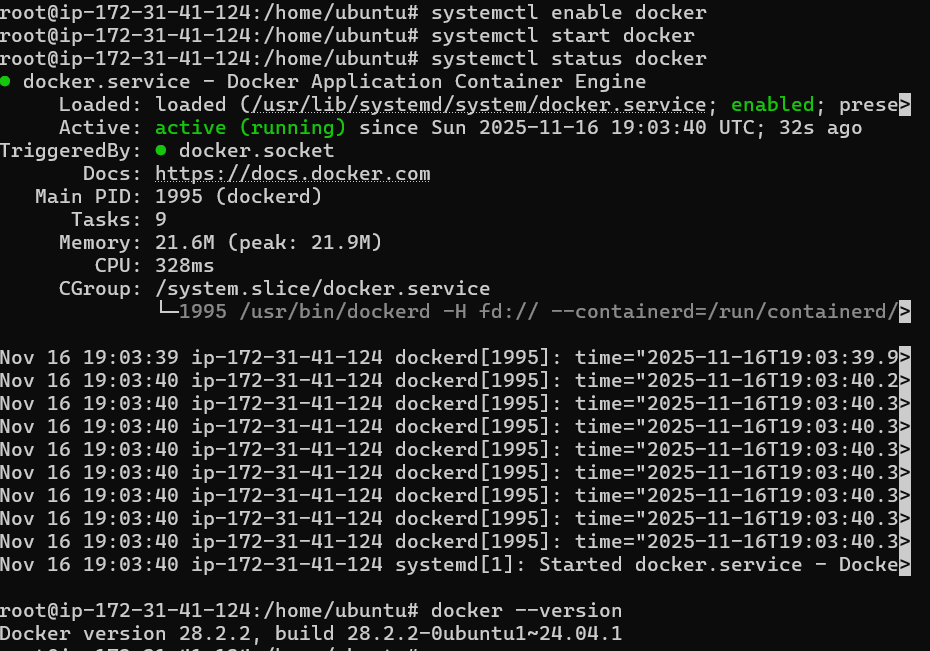 root@ip-172-31-41-124:/home/ubuntu# systemctl enable docker
root@ip-172-31-41-124:/home/ubuntu# systemctl start docker
root@ip-172-31-41-124:/home/ubuntu# systemctl status docker
● docker.service - Docker Application Container Engine
     Loaded: loaded (/usr/lib/systemd/system/docker.service; enabled; prese>
     Active: active (running) since Sun 2025-11-16 19:03:40 UTC; 32s ago
TriggeredBy: ● docker.socket
       Docs: https://docs.docker.com
   Main PID: 1995 (dockerd)
      Tasks: 9
     Memory: 21.6M (peak: 21.9M)
        CPU: 328ms
     CGroup: /system.slice/docker.service
             └─1995 /usr/bin/dockerd -H fd:// --containerd=/run/containerd/>
Nov 16 19:03:39 ip-172-31-41-124 dockerd[1995]: time="2025-11-16T19:03:39.9>
Nov 16 19:03:40 ip-172-31-41-124 dockerd[1995]: time="2025-11-16T19:03:40.2>
Nov 16 19:03:40 ip-172-31-41-124 dockerd[1995]: time="2025-11-16T19:03:40.3>
Nov 16 19:03:40 ip-172-31-41-124 dockerd[1995]: time="2025-11-16T19:03:40.3>
Nov 16 19:03:40 ip-172-31-41-124 dockerd[1995]: time="2025-11-16T19:03:40.3>
Nov 16 19:03:40 ip-172-31-41-124 dockerd[1995]: time="2025-11-16T19:03:40.3>
Nov 16 19:03:40 ip-172-31-41-124 dockerd[1995]: time="2025-11-16T19:03:40.3>
Nov 16 19:03:40 ip-172-31-41-124 dockerd[1995]: time="2025-11-16T19:03:40.3>
Nov 16 19:03:40 ip-172-31-41-124 dockerd[1995]: time="2025-11-16T19:03:40.3>
Nov 16 19:03:40 ip-172-31-41-124 systemd[1]: Started docker.service - Docke>
root@ip-172-31-41-124:/home/ubuntu# docker --version
Docker version 28.2.2, build 28.2.2-0ubuntu1~24.04.1